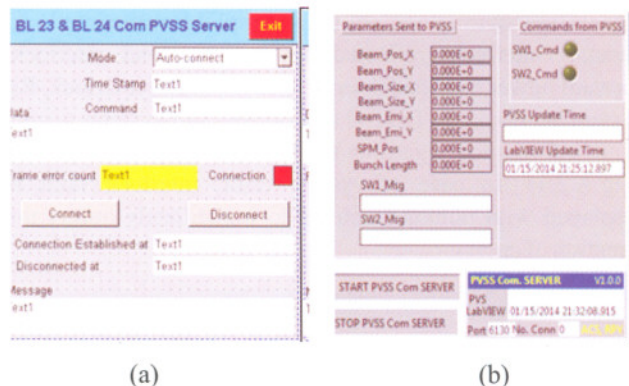 BL 23 & BL 24 Com PVSS Server Exit
Mode Auto-connect
Time Stamp Text1
Command Text1
ata
ext1
rame error count Text1 Connection
Connect Disconnect
Connection Established at Text1
Disconnected at Text1
Message
ext1
(a)
Parameters Sent to PVSS
Beam_Pos_X 0.000E+0
Beam_Pos_Y 0.000E+0
Beam_Size_X 0.000E+0
Beam_Size_Y 0.000E+0
Beam_Emi_X 0.000E+0
Beam_Emi_Y 0.000E+0
SPM_Pos 0.000E+0
Bunch Length 0.000E+0
SW1_Msg
SW2_Msg
Commands from PVSS
SW1_Cmd
SW2_Cmd
PVSS Update Time
LabVIEW Update Time
01/15/2014 21:25:12.897
START PVSS Com SERVER
STOP PVSS Com SERVER
PVSS Com. SERVER V1.0.0
PVS
LabVIEW 01/15/2014 21:32:08.915
Port 6130 No. Conn 0
(b)